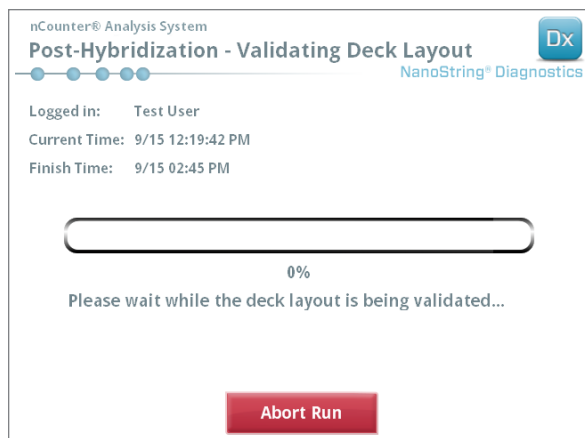 nCounter® Analysis System
Post-Hybridization - Validating Deck Layout
Dx
NanoString® Diagnostics
Logged in: Test User
Current Time: 9/15 12:19:42 PM
Finish Time: 9/15 02:45 PM
0%
Please wait while the deck layout is being validated...
Abort Run